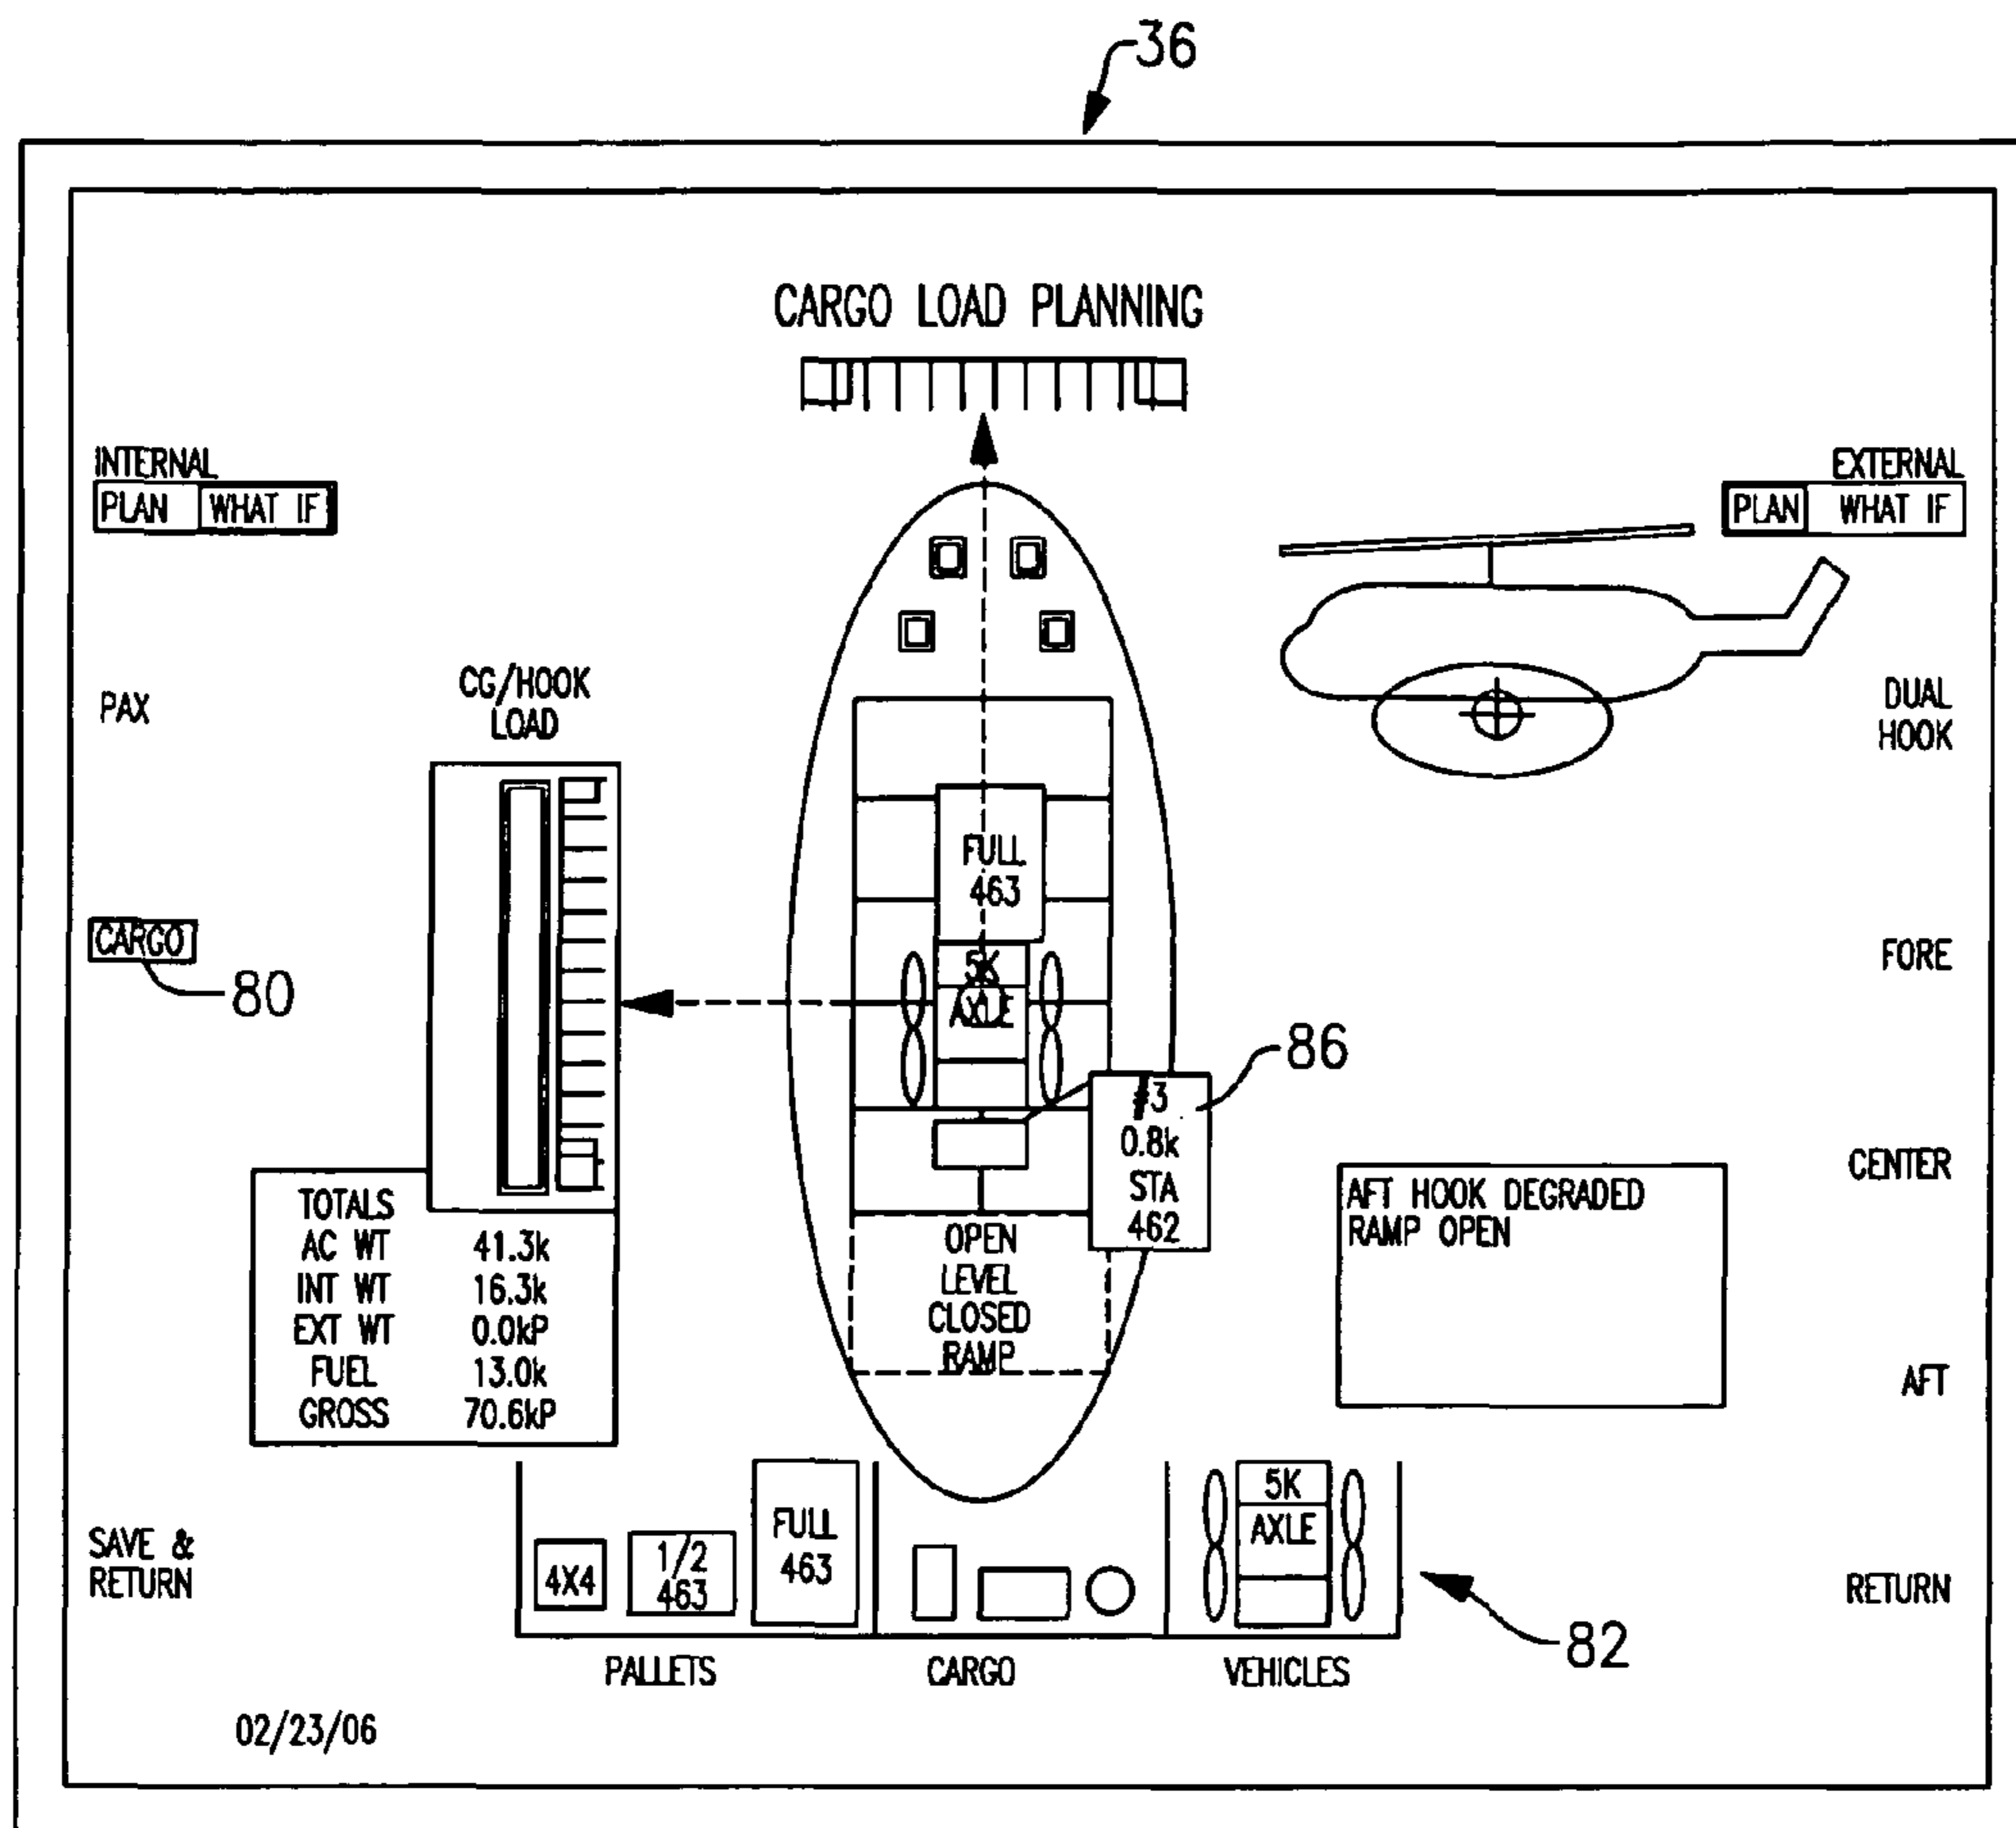 36
CARGO LOAD PLANNING
INTERNAL
PLAN WHAT IF
EXTERNAL
PLAN WHAT IF
PAX
CG/HOOK
LOAD
DUAL
HOOK
FULL
463
CARGO
80
FORE
5K
AXLE
86
#3
0.8k
STA
462
CENTER
AFT HOOK DEGRADED
RAMP OPEN
TOTALS
AC WT 41.3k
INT WT 16.3k
EXT WT 0.0kP
FUEL 13.0k
GROSS 70.6kP
OPEN
LEVEL
CLOSED
RAMP
AFT
SAVE &
RETURN
4X4
1/2
463
FULL
463
5K
AXLE
RETURN
82
PALLETS
CARGO
VEHICLES
02/23/06